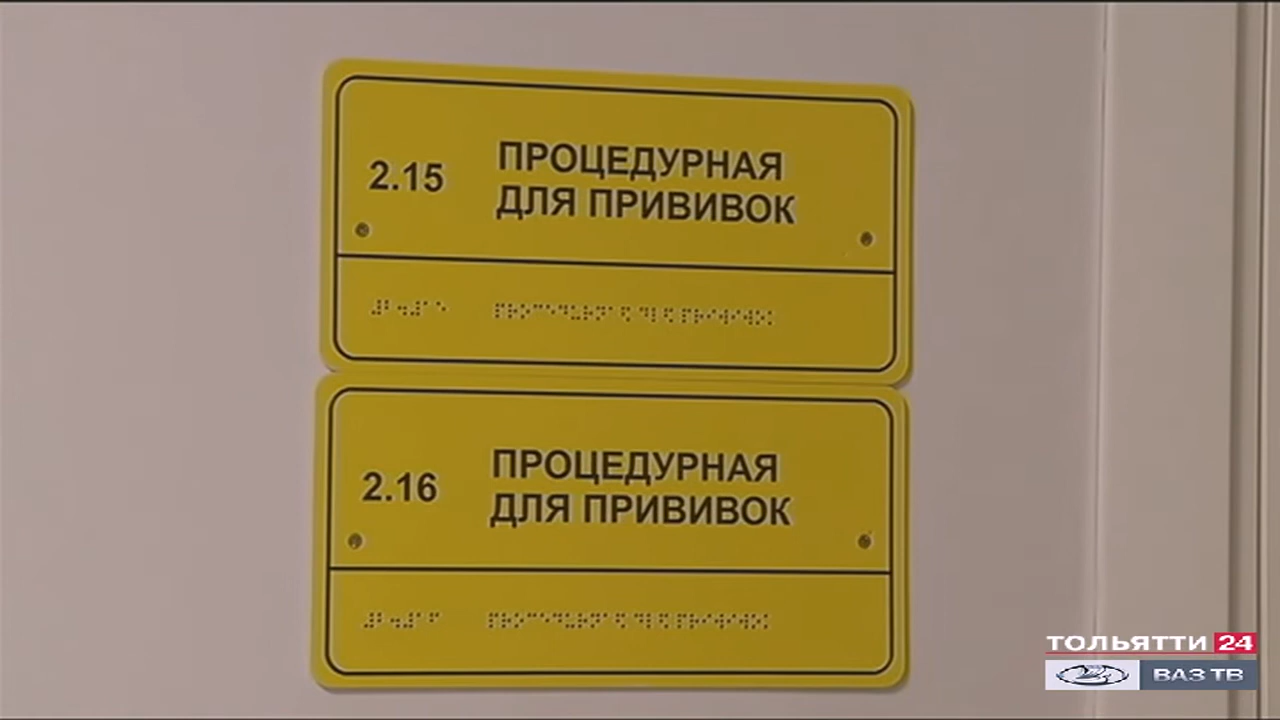 2.15 ПРОЦЕДУРНАЯ
ДЛЯ ПРИВИВОК
2.16 ПРОЦЕДУРНАЯ
ДЛЯ ПРИВИВОК
ТОЛЬЯТТИ 24
ВАЗ ТВ